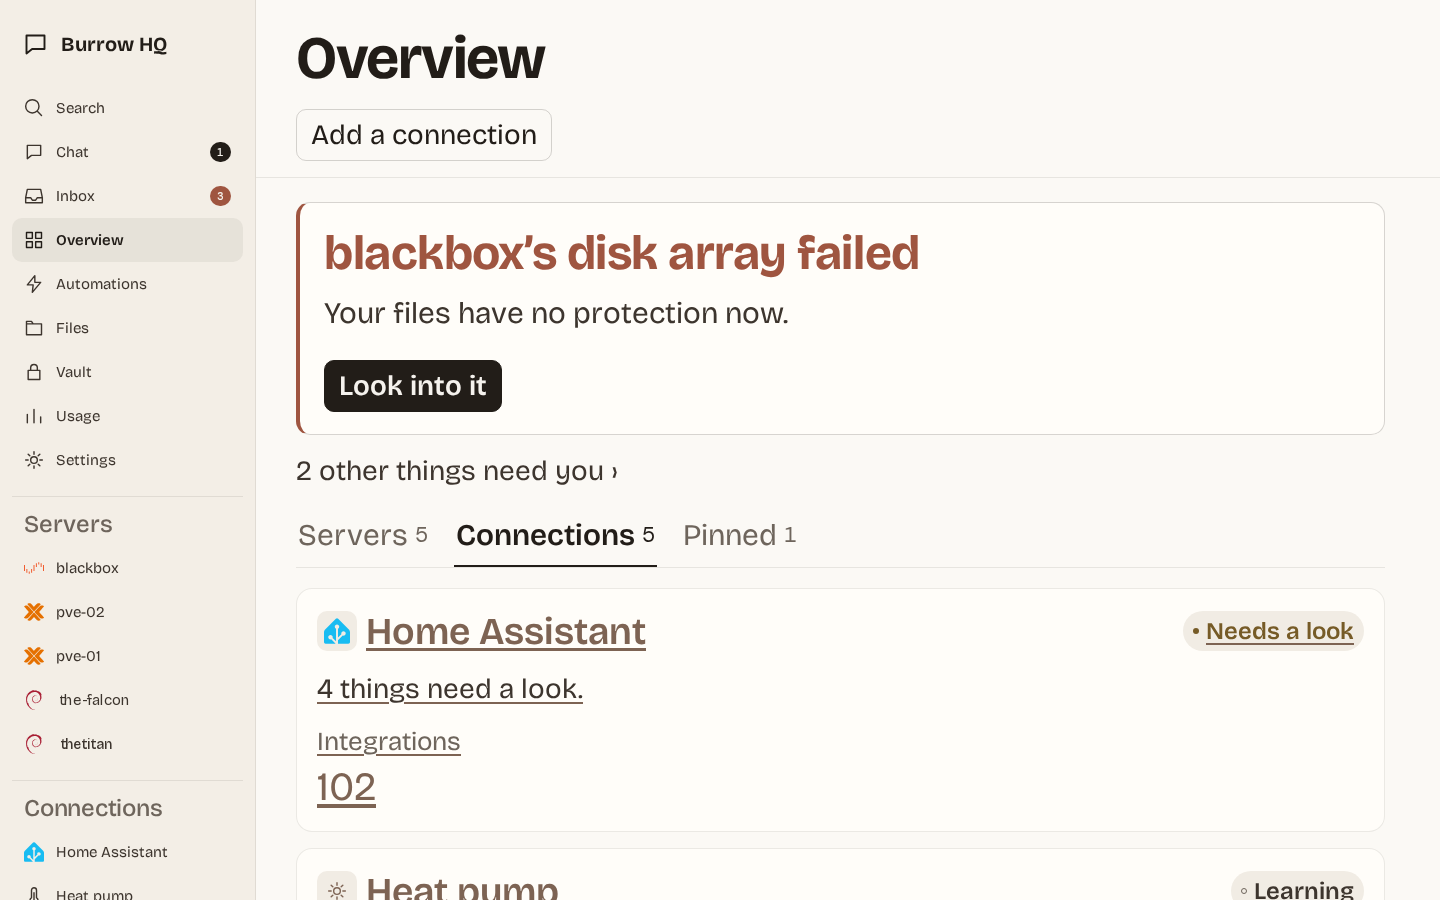 Burrow HQ
Search
Chat 1
Inbox 3
Overview
Automations
Files
Vault
Usage
Settings
Servers
blackbox
pve-02
pve-01
the-falcon
thetitan
Connections
Home Assistant
Heat pump
Overview
Add a connection
blackbox’s disk array failed
Your files have no protection now.
Look into it
2 other things need you ›
Servers 5 Connections 5 Pinned 1
Home Assistant
• Needs a look
4 things need a look.
Integrations
102
Heat pump
◦ Learning